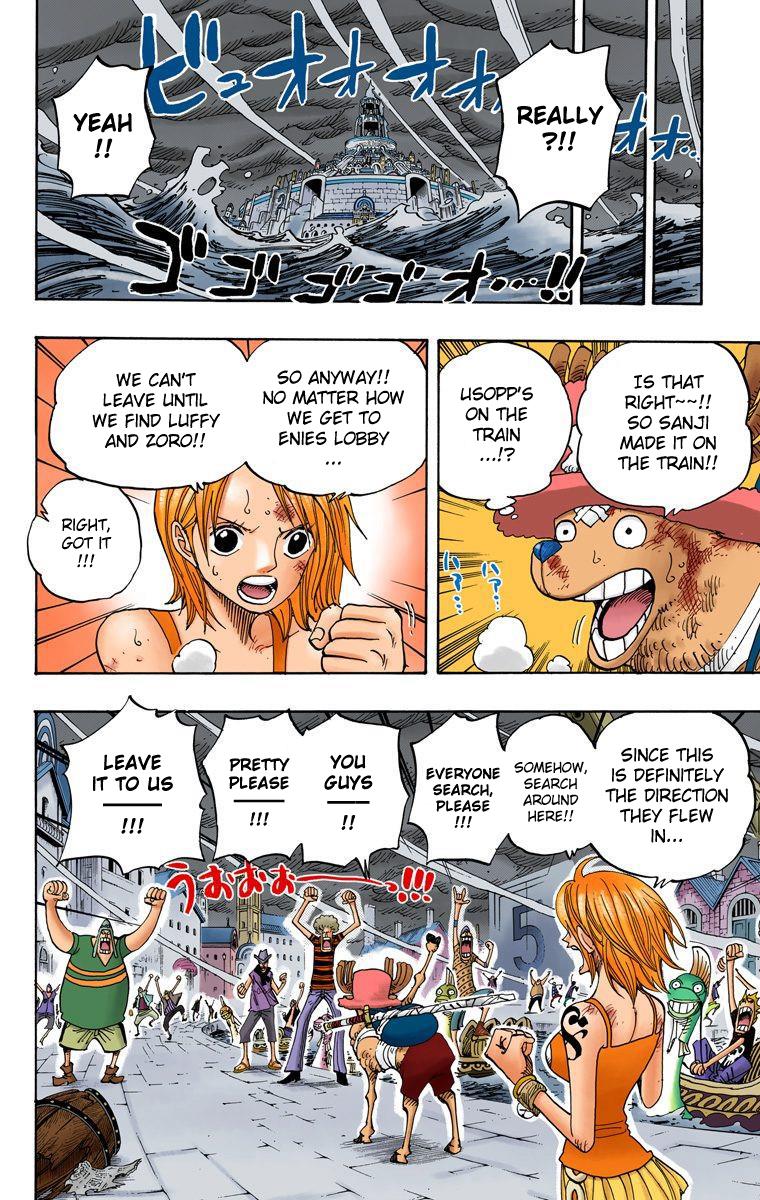 REALLY
?!!
YEAH
!!
ビュオオオオオオ...
ゴゴゴゴオ...!!
IS THAT
RIGHT~~!!
SO SANJI
MADE IT ON
THE TRAIN!!
USOPP'S
ON THE
TRAIN
...!?
ハァ...
ハァ...
SO ANYWAY!!
NO MATTER HOW
WE GET TO
ENIES LOBBY
...
WE CAN'T
LEAVE UNTIL
WE FIND LUFFY
AND ZORO!!
RIGHT,
GOT IT
!!!
SINCE THIS
IS DEFINITELY
THE DIRECTION
THEY FLEW
IN...
SOMEHOW,
SEARCH
AROUND
HERE!!
EVERYONE
SEARCH,
PLEASE
!!!
YOU
GUYS
—
!!
PRETTY
PLEASE
—
!!!
LEAVE
IT TO US
—
!!!
うおおぉーっ!!!
5